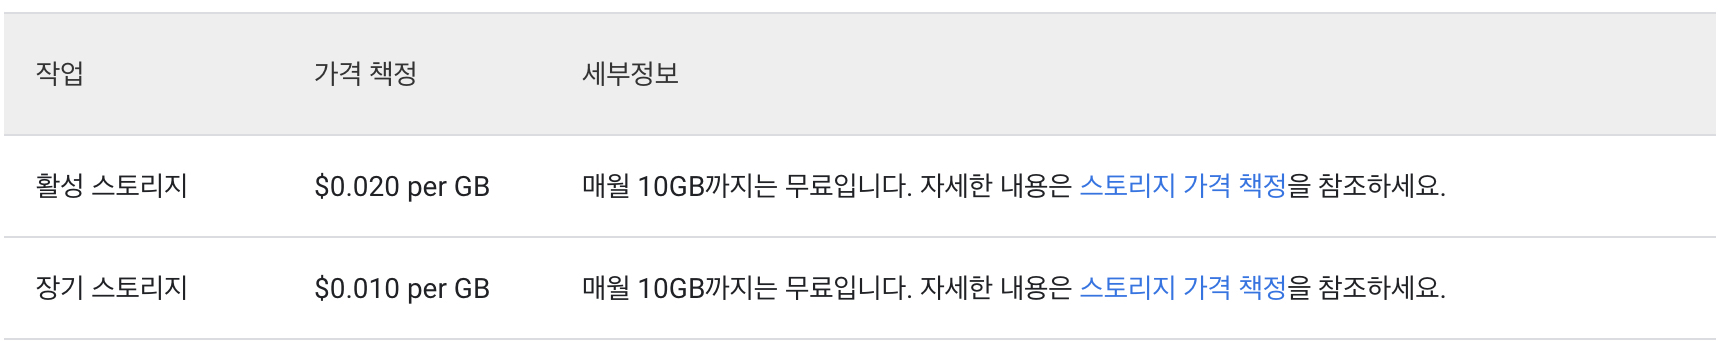 작업 가격 책정 세부정보
활성 스토리지 $0.020 per GB 매월 10GB까지는 무료입니다. 자세한 내용은 스토리지 가격 책정을 참조하세요.
장기 스토리지 $0.010 per GB 매월 10GB까지는 무료입니다. 자세한 내용은 스토리지 가격 책정을 참조하세요.